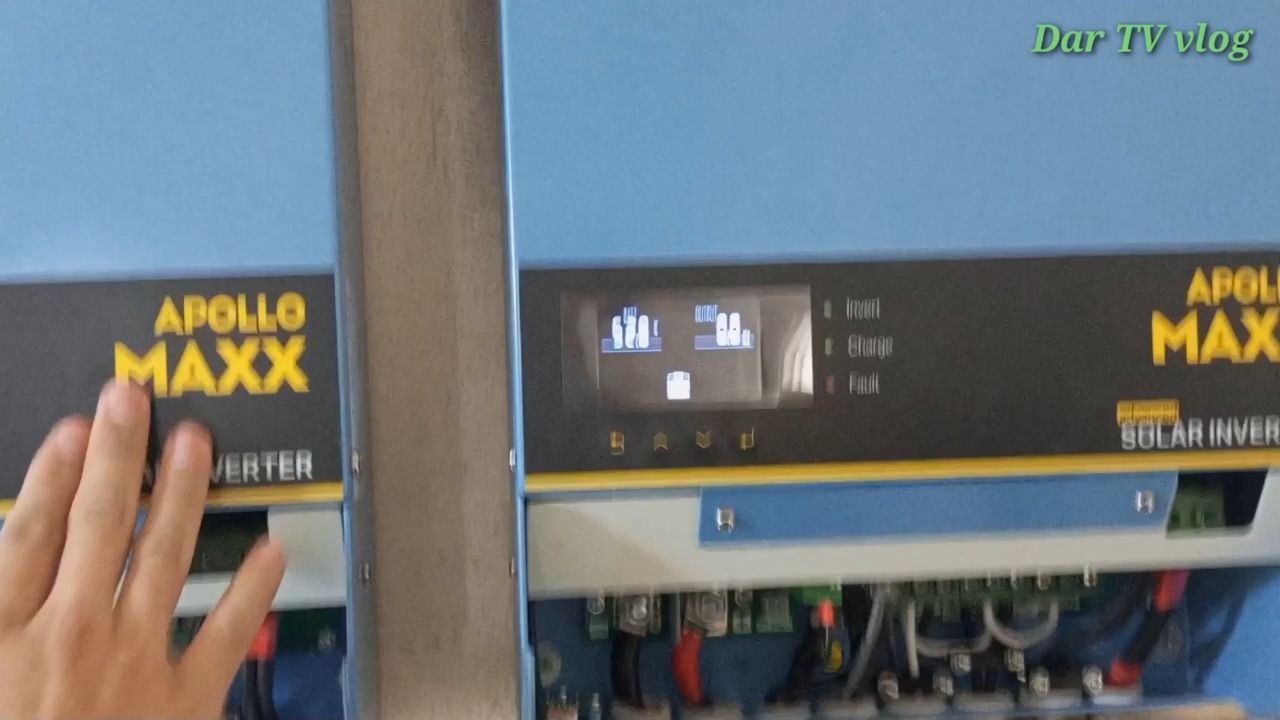 Dar TV vlog
APOLLO
MAXX
VERTER
Invert
Charge
Fault
APOLL
MAX
SOLAR INVER